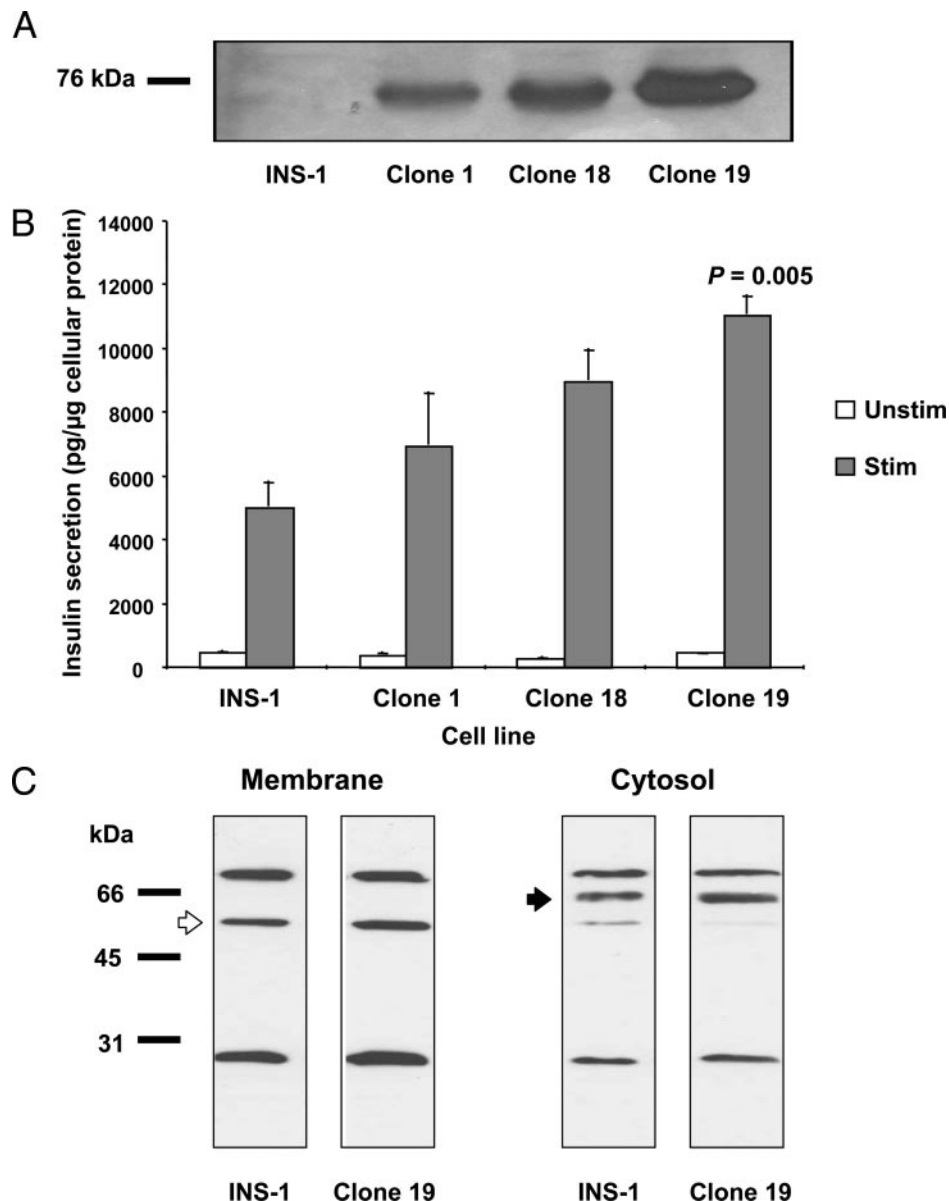 A
76 kDa
INS-1 Clone 1 Clone 18 Clone 19
B
Insulin secretion (pg/µg cellular protein)
14000
12000
10000
8000
6000
4000
2000
0
P = 0.005
Unstim
Stim
INS-1 Clone 1 Clone 18 Clone 19
Cell line
C
Membrane Cytosol
kDa
66
45
31
INS-1 Clone 19 INS-1 Clone 19